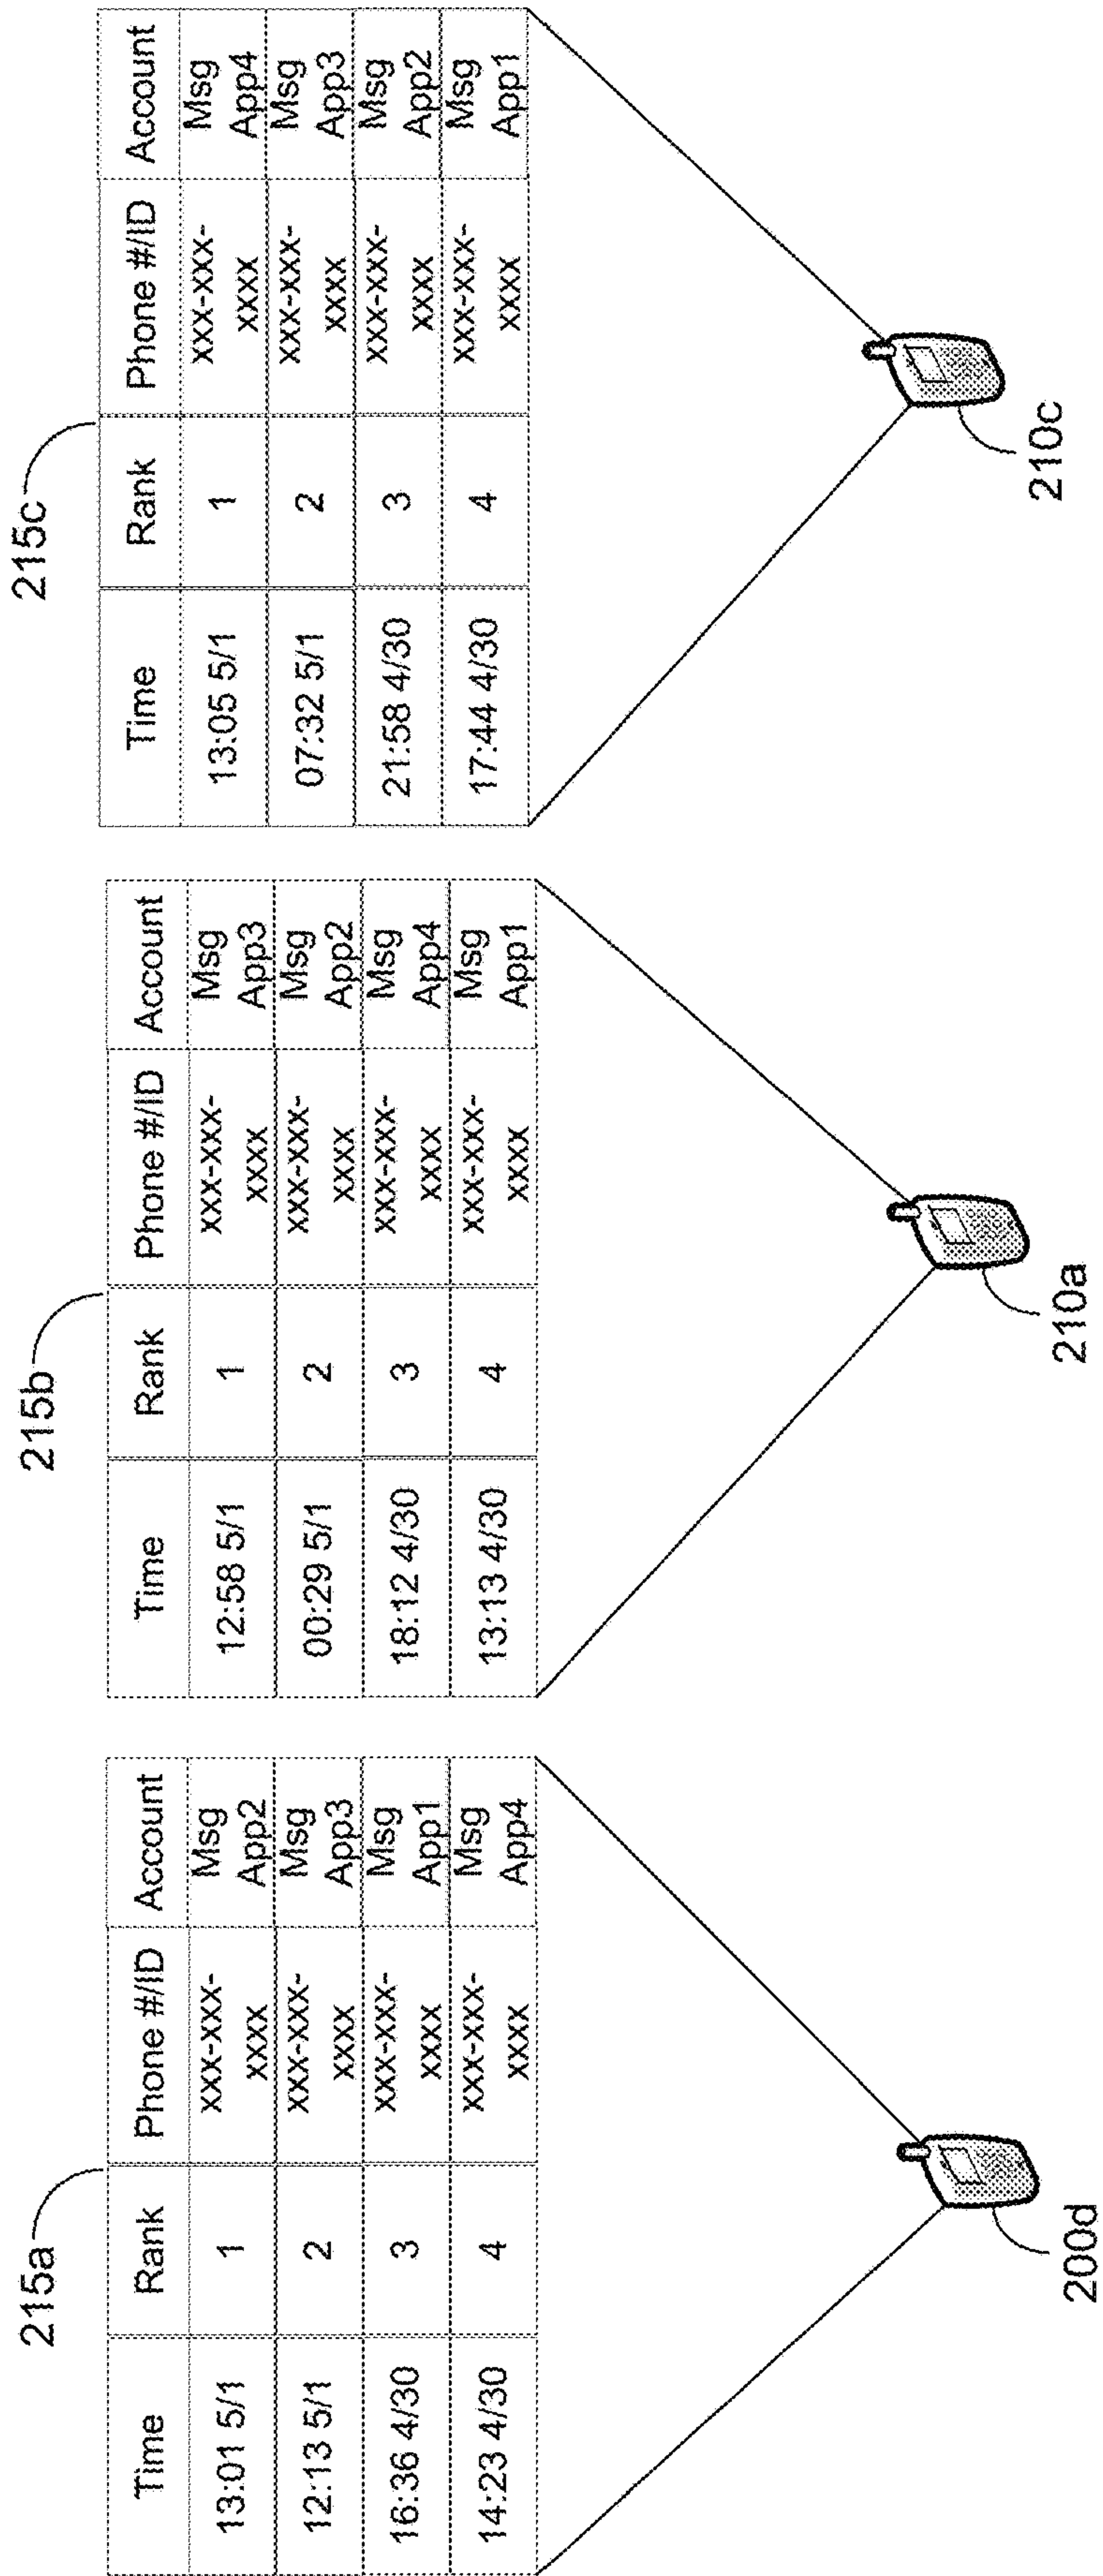 215a
Time Rank Phone #/ID Account
13:01 5/1 1 xxx-xxx- Msg
xxxx App2
12:13 5/1 2 xxx-xxx- Msg
xxxx App3
16:36 4/30 3 xxx-xxx- Msg
xxxx App1
14:23 4/30 4 xxx-xxx- Msg
xxxx App4
200d
215b
Time Rank Phone #/ID Account
12:58 5/1 1 xxx-xxx- Msg
xxxx App3
00:29 5/1 2 xxx-xxx- Msg
xxxx App2
18:12 4/30 3 xxx-xxx- Msg
xxxx App4
13:13 4/30 4 xxx-xxx- Msg
xxxx App1
210a
215c
Time Rank Phone #/ID Account
13:05 5/1 1 xxx-xxx- Msg
xxxx App4
07:32 5/1 2 xxx-xxx- Msg
xxxx App3
21:58 4/30 3 xxx-xxx- Msg
xxxx App2
17:44 4/30 4 xxx-xxx- Msg
xxxx App1
210c